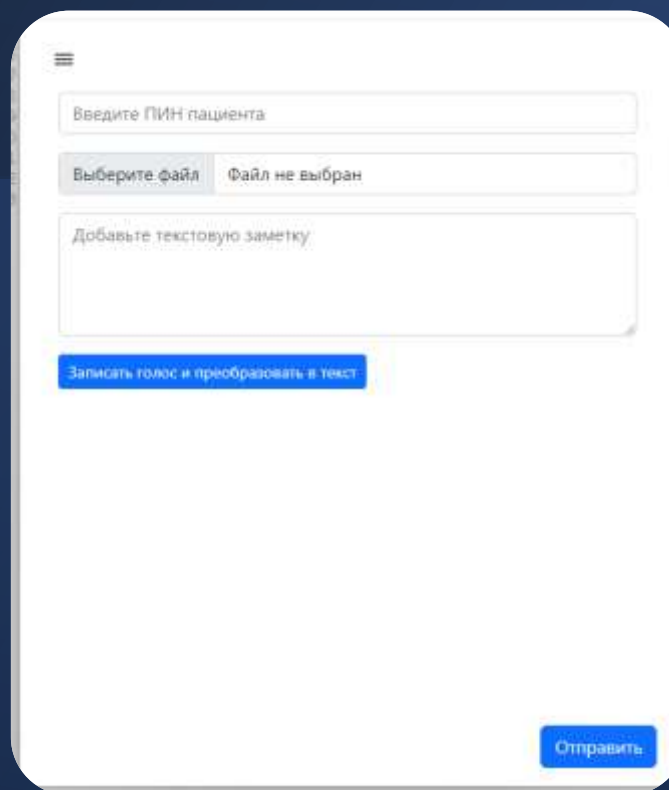 Введите ПИН пациента
Выберите файл Файл не выбран
Добавьте текстовую заметку
Записать голос и преобразовать в текст
Отправить